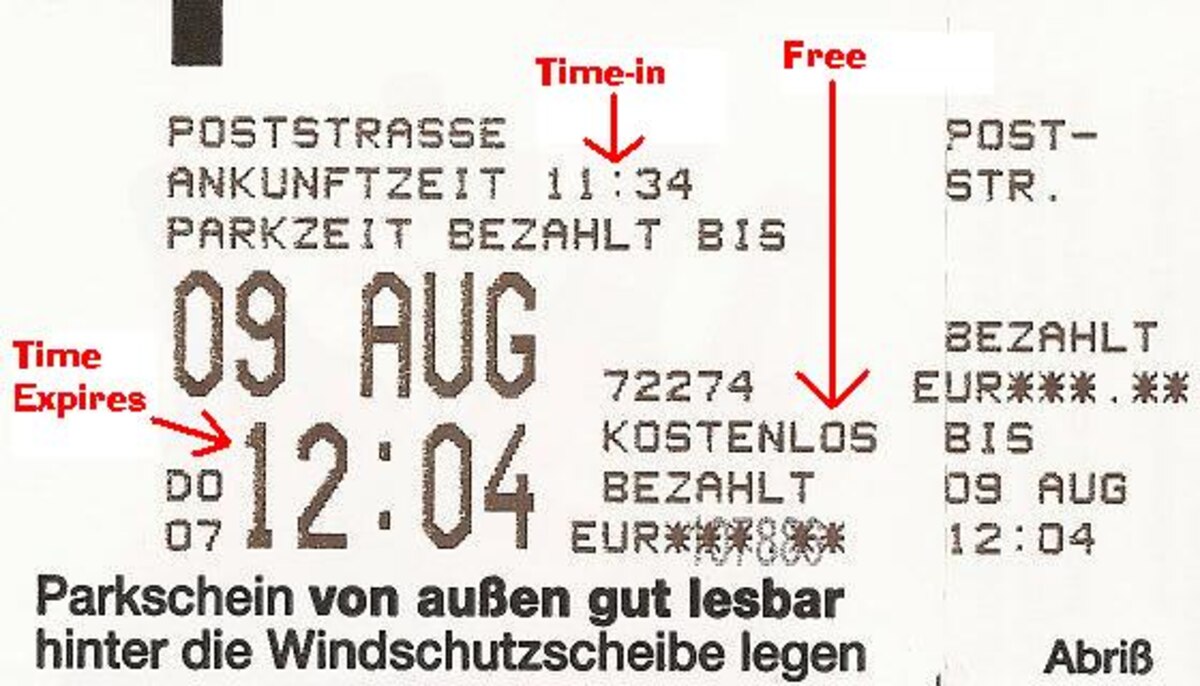 Time-in
Free
POSTSTRASSE
ANKUNFTZEIT 11:34
PARKZEIT BEZAHLT BIS
09 AUG
Time
Expires
12:04
DO
07
72274
KOSTENLOS
BEZAHLT
EUR***.**
Parkschein von außen gut lesbar
hinter die Windschutzscheibe legen
POST-
STR.
BEZAHLT
EUR***.**
BIS
09 AUG
12:04
Abriß